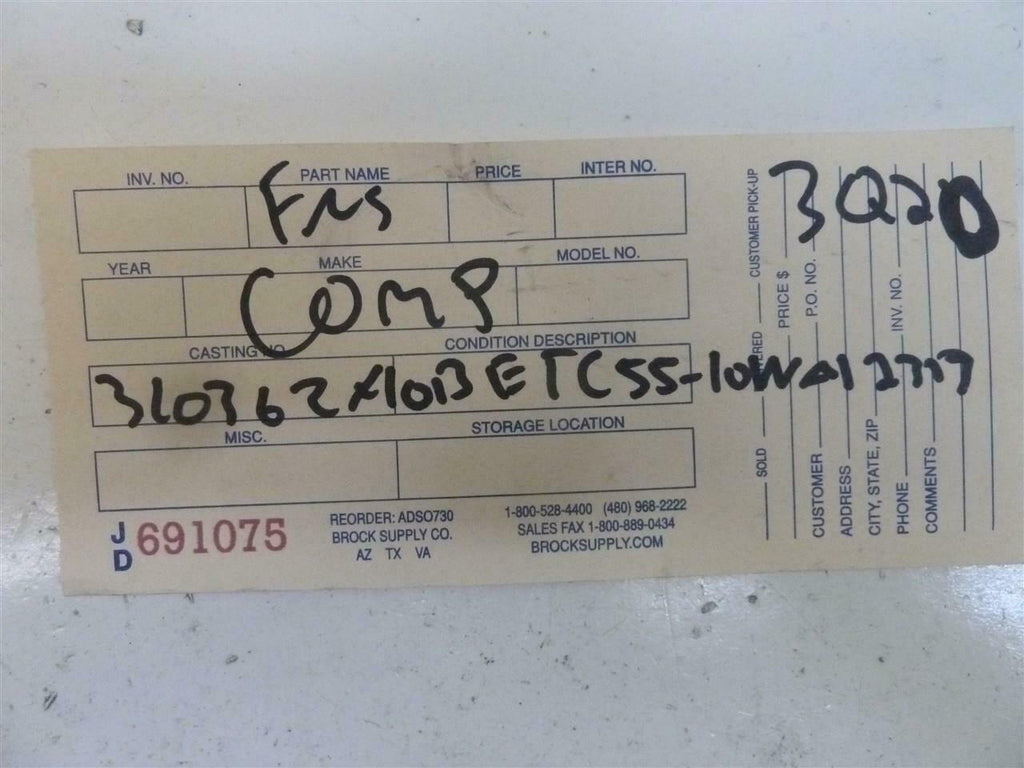 INV. NO. PART NAME PRICE INTER NO.
ENS
YEAR MAKE MODEL NO.
COMP
CASTING NO. CONDITION DESCRIPTION
MISC. STORAGE LOCATION
JD 691075
REORDER: ADSO730
BROCK SUPPLY CO.
AZ TX VA
1-800-528-4400 (480) 968-2222
SALES FAX 1-800-889-0434
BROCKSUPPLY.COM
3Q20
SOLD CUSTOMER PICK-UP
PRICE $
CUSTOMER P.O. NO.
ADDRESS
CITY, STATE, ZIP
PHONE INV. NO.
COMMENTS